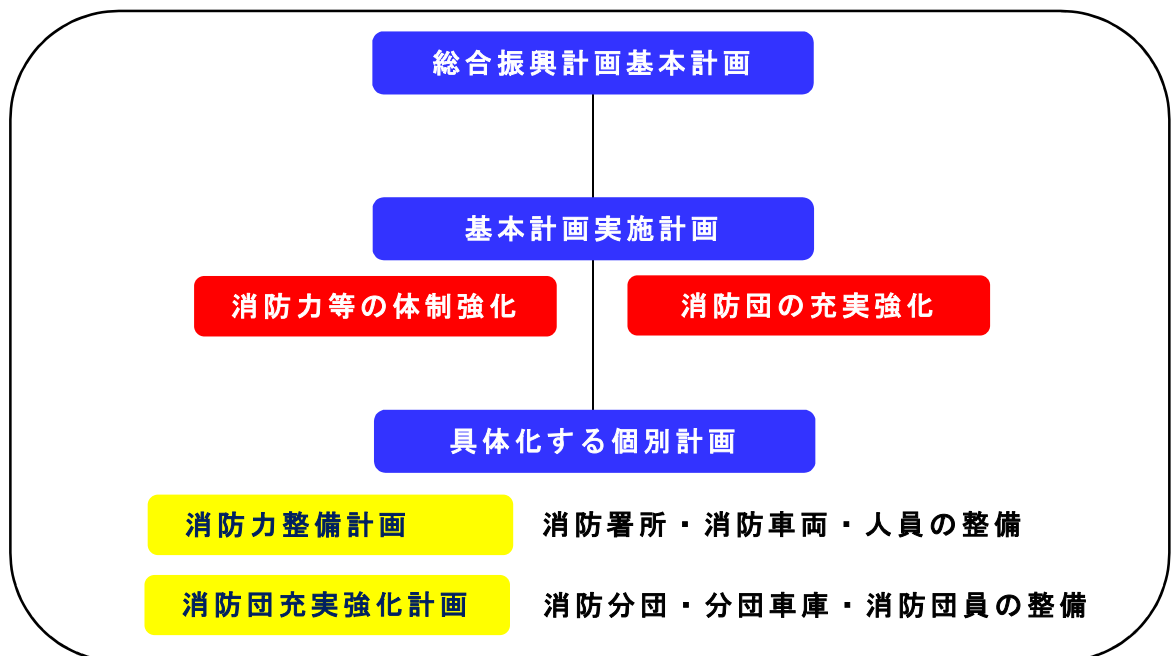 総合振興計画基本計画
基本計画実施計画
消防力等の体制強化
消防団の充実強化
具体化する個別計画
消防力整備計画
消防署所・消防車両・人員の整備
消防団充実強化計画
消防分団・分団車庫・消防団員の整備